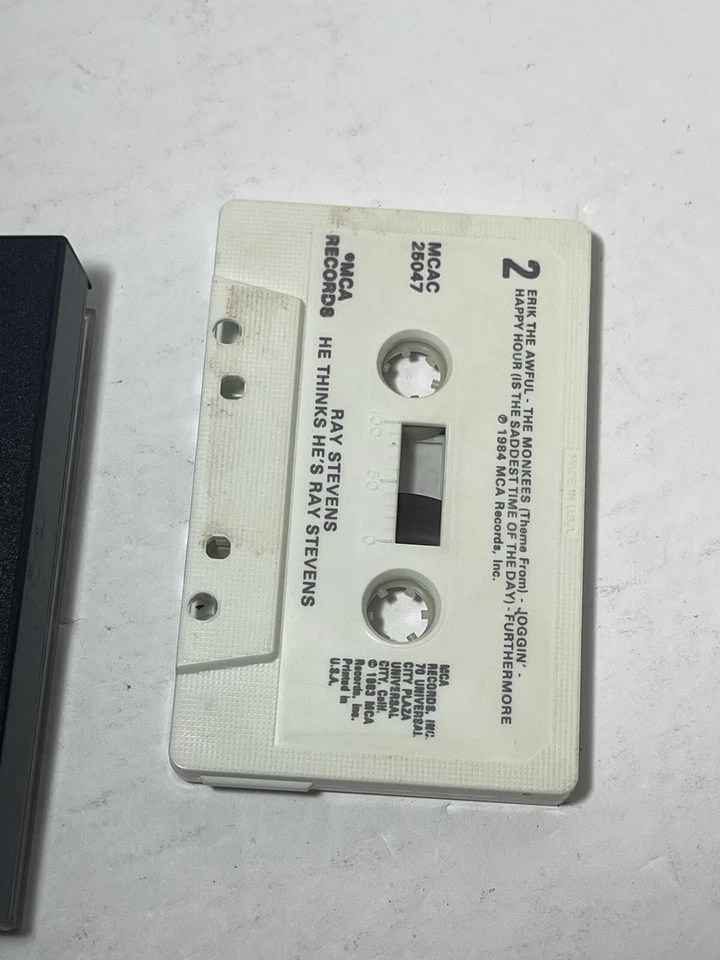 2
ERIK THE AWFUL - THE MONKEES (Theme From) - JOGGIN' -
HAPPY HOUR (IS THE SADDEST TIME OF THE DAY) - FURTHERMORE
℗ 1984 MCA Records, Inc.
MADE IN U.S.A.
MCAC
25047
100 50 0
MCA
RECORDS, INC.
70 UNIVERSAL
CITY PLAZA
UNIVERSAL
CITY, Calif.
© 1983 MCA
Records, Inc.
Printed in
U.S.A.
MCA
RECORDS
RAY STEVENS
HE THINKS HE'S RAY STEVENS